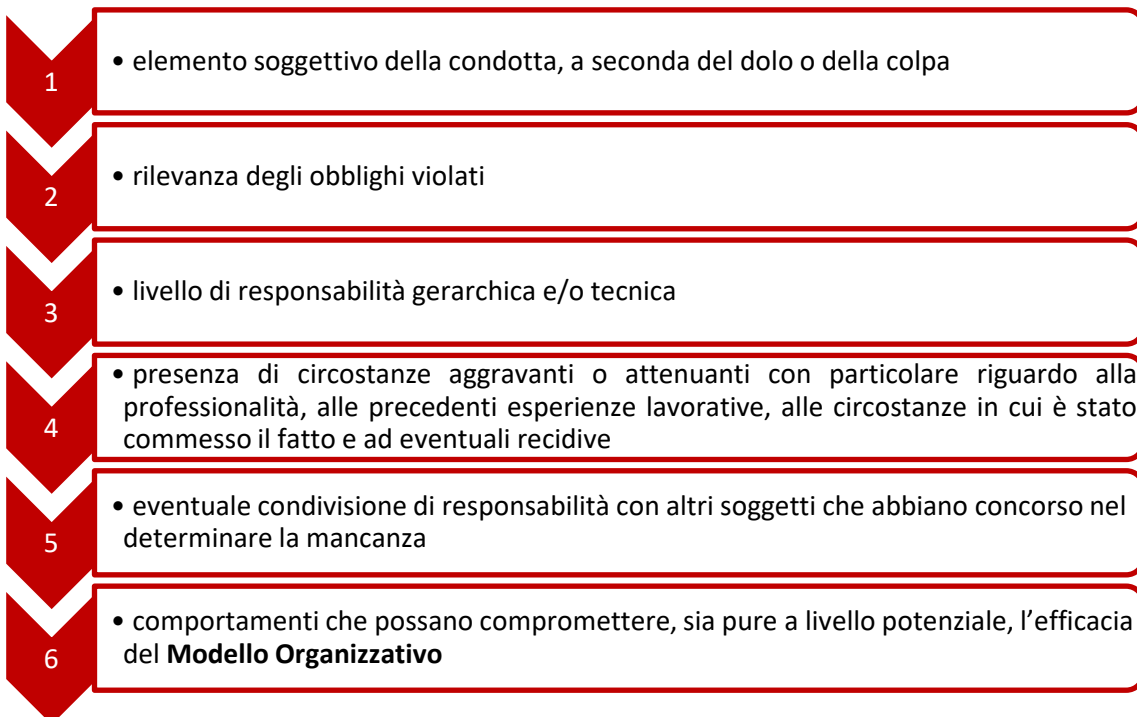 1
• elemento soggettivo della condotta, a seconda del dolo o della colpa
2
• rilevanza degli obblighi violati
3
• livello di responsabilità gerarchica e/o tecnica
4
• presenza di circostanze aggravanti o attenuanti con particolare riguardo alla
professionalità, alle precedenti esperienze lavorative, alle circostanze in cui è stato
commesso il fatto e ad eventuali recidive
5
• eventuale condivisione di responsabilità con altri soggetti che abbiano concorso nel
determinare la mancanza
6
• comportamenti che possano compromettere, sia pure a livello potenziale, l’efficacia
del Modello Organizzativo